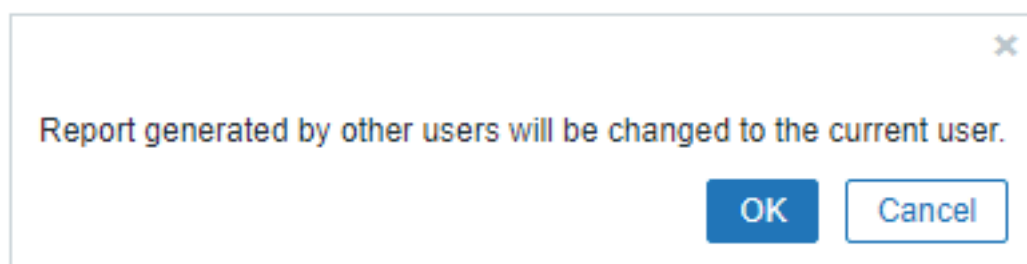 Report generated by other users will be changed to the current user.
OK Cancel